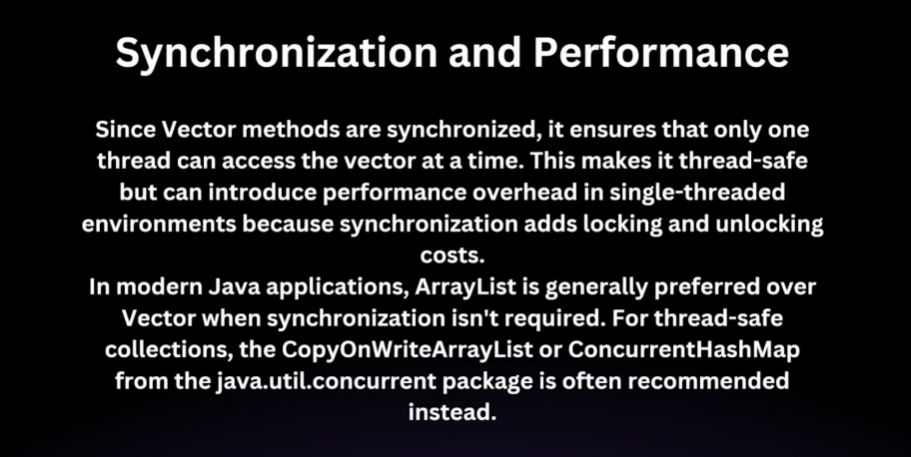 Synchronization and Performance
Since Vector methods are synchronized, it ensures that only one
thread can access the vector at a time. This makes it thread-safe
but can introduce performance overhead in single-threaded
environments because synchronization adds locking and unlocking
costs.
In modern Java applications, ArrayList is generally preferred over
Vector when synchronization isn't required. For thread-safe
collections, the CopyOnWriteArrayList or ConcurrentHashMap
from the java.util.concurrent package is often recommended
instead.